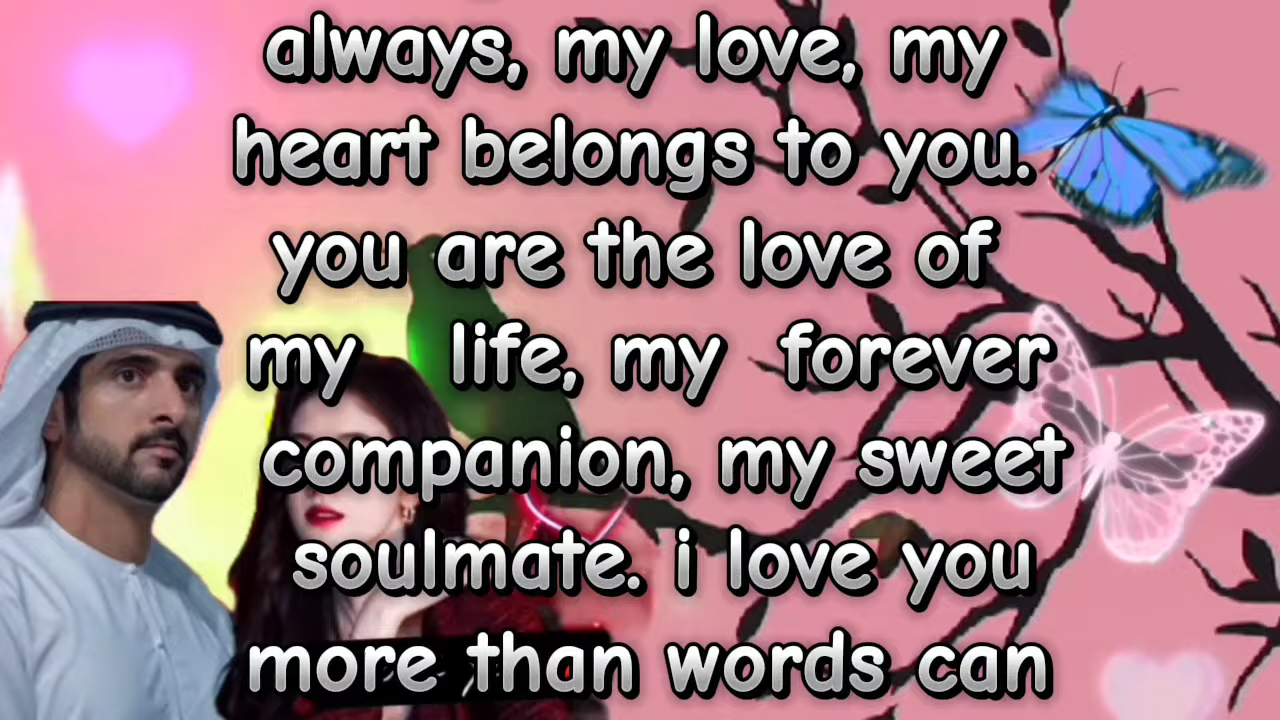 always, my love, my
heart belongs to you.
you are the love of
my life, my forever
companion, my sweet
soulmate. i love you
more than words can